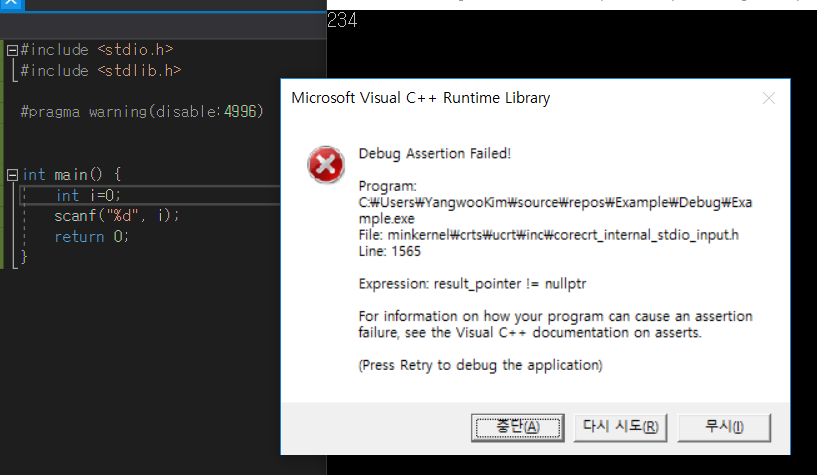 234
#include <stdio.h>
#include <stdlib.h>
#pragma warning(disable:4996)
int main() {
int i=0;
scanf("%d", i);
return 0;
}
Microsoft Visual C++ Runtime Library
Debug Assertion Failed!
Program:
C:₩Users₩YangwooKim₩source₩repos₩Example₩Debug₩Exa
mple.exe
File: minkernel₩crts₩ucrt₩inc₩corecrt_internal_stdio_input.h
Line: 1565
Expression: result_pointer != nullptr
For information on how your program can cause an assertion
failure, see the Visual C++ documentation on asserts.
(Press Retry to debug the application)
중단(A) 다시 시도(R) 무시(I)